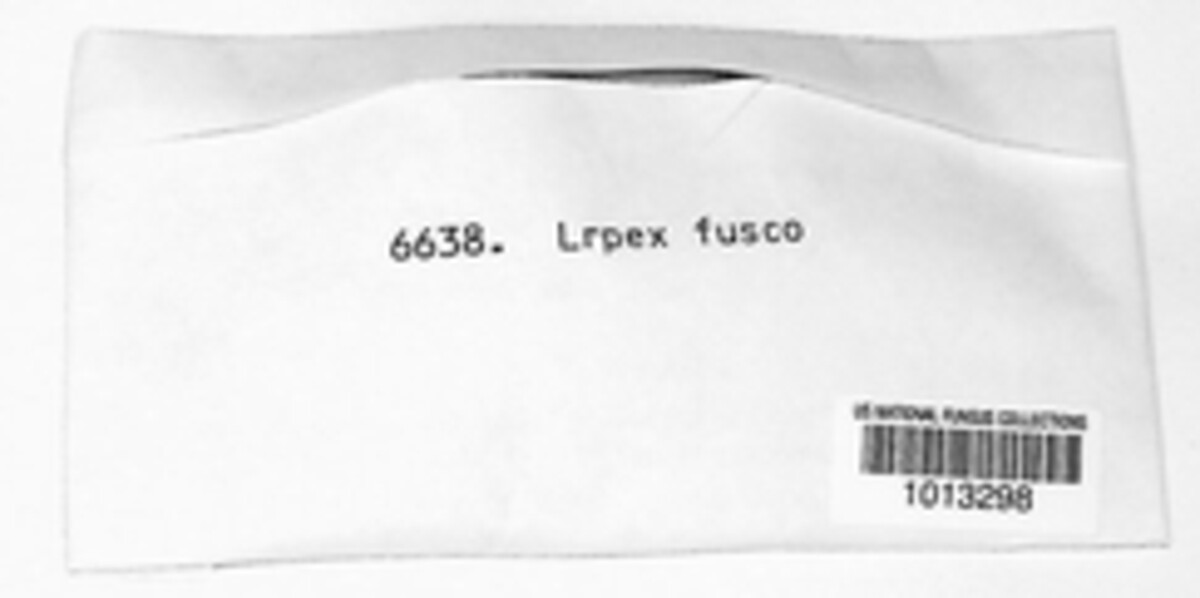 6638. Lrpex fusco
US NATIONAL FUNGUS COLLECTIONS
1013298